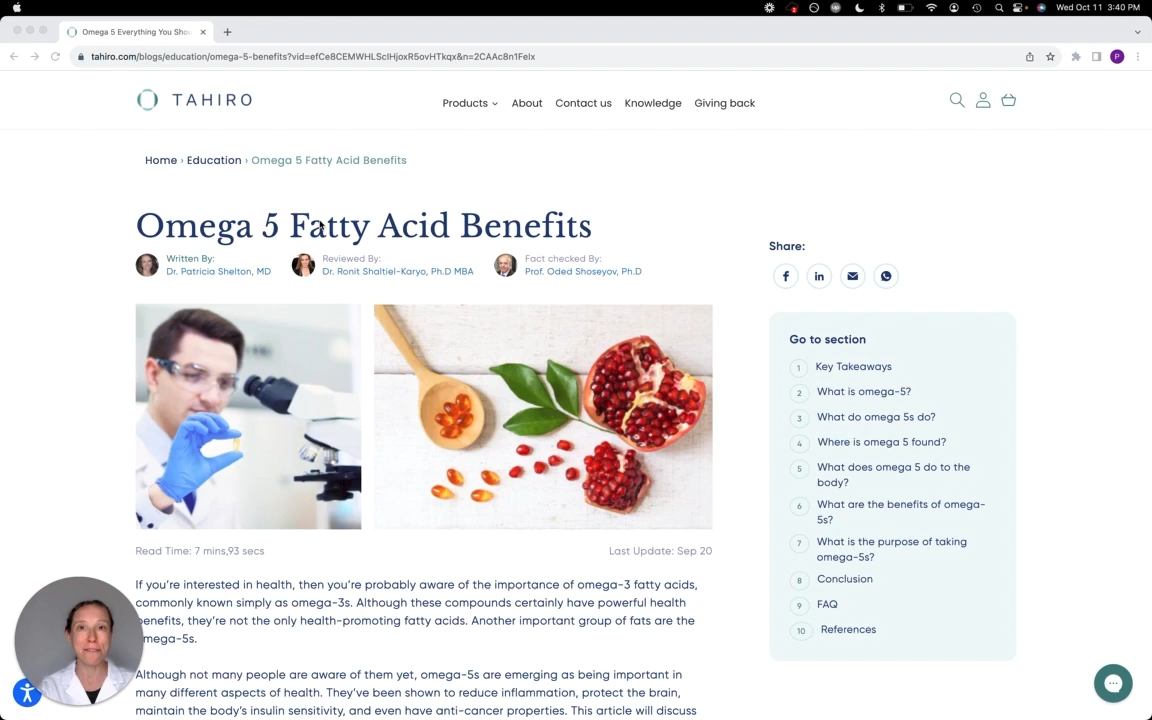 Wed Oct 11 3:40 PM
Omega 5 Everything You Shou
tahiro.com/blogs/education/omega-5-benefits?vid=
TAHIRO
Products About Contact us Knowledge Giving back
Home › Education › Omega 5 Fatty Acid Benefits
Omega 5 Fatty Acid Benefits
Written By:
Dr. Patricia Shelton, MD
Reviewed By:
Dr. Ronit Shaltiel-Karyo, Ph.D MBA
Fact checked By:
Prof. Oded Shoseyov, Ph.D
Read Time: 7 mins,93 secs
Last Update: Sep 20
If you’re interested in health, then you’re probably aware of the importance of omega-3 fatty acids,
commonly known simply as omega-3s. Although these compounds certainly have powerful health
benefits, they’re not the only health-promoting fatty acids. Another important group of fats are the
omega-5s.
Although not many people are aware of them yet, omega-5s are emerging as being important in
many different aspects of health. They’ve been shown to reduce inflammation, protect the brain,
maintain the body’s insulin sensitivity, and even have anti-cancer properties. This article will discuss
Share:
Go to section
1 Key Takeaways
2 What is omega-5?
3 What do omega 5s do?
4 Where is omega 5 found?
5 What does omega 5 do to the
body?
6 What are the benefits of omega-
5s?
7 What is the purpose of taking
omega-5s?
8 Conclusion
9 FAQ
10 References